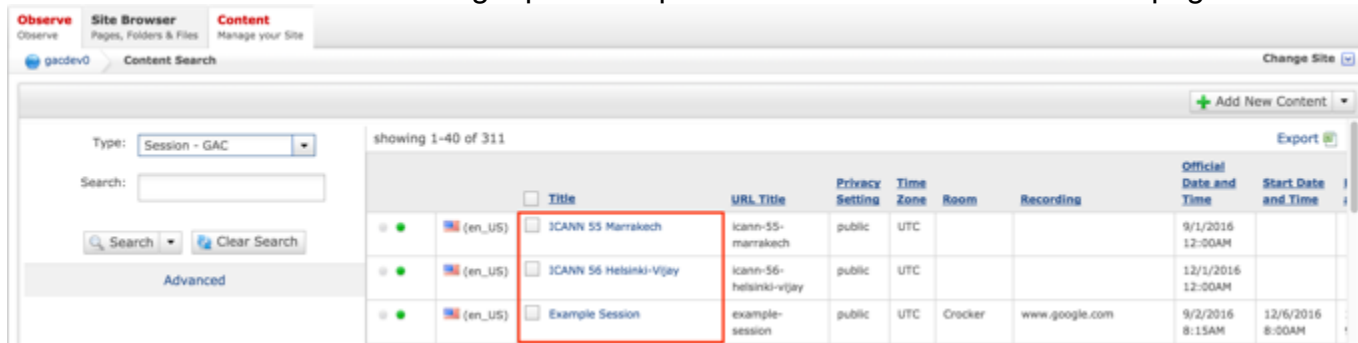 Observe Site Browser Content
Observe Pages, Folders & Files Manage your Site
gacdev0 Content Search Change Site
Add New Content
Type: Session - GAC showing 1-40 of 311 Export
Search:
Search Clear Search
Advanced
Title URL Title Privacy Setting Time Zone Room Recording Official Date and Time Start Date and Time
(en_US) ICANN 55 Marrakech icann-55-marrakech public UTC 9/1/2016 12:00AM
(en_US) ICANN 56 Helsinki-Vijay icann-56-helsinki-vijay public UTC 12/1/2016 12:00AM
(en_US) Example Session example-session public UTC Crocker www.google.com 9/2/2016 8:15AM 12/6/2016 8:00AM